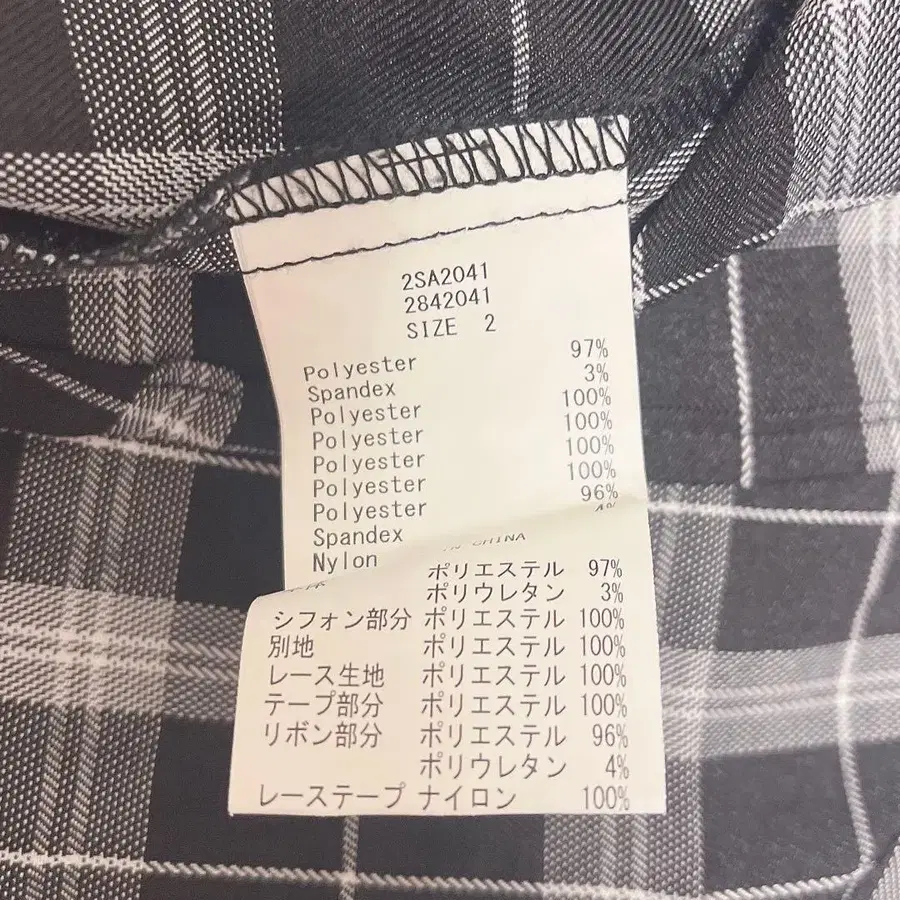 2SA2041
2842041
SIZE 2
Polyester 97%
Spandex 3%
Polyester 100%
Polyester 100%
Polyester 100%
Polyester 100%
Polyester 96%
Spandex 4%
Nylon
CHINA
ポリエステル 97%
ポリウレタン 3%
シフォン部分 ポリエステル 100%
別地 ポリエステル 100%
レース生地 ポリエステル 100%
テープ部分 ポリエステル 100%
リボン部分 ポリエステル 96%
ポリウレタン 4%
レーステープ ナイロン 100%